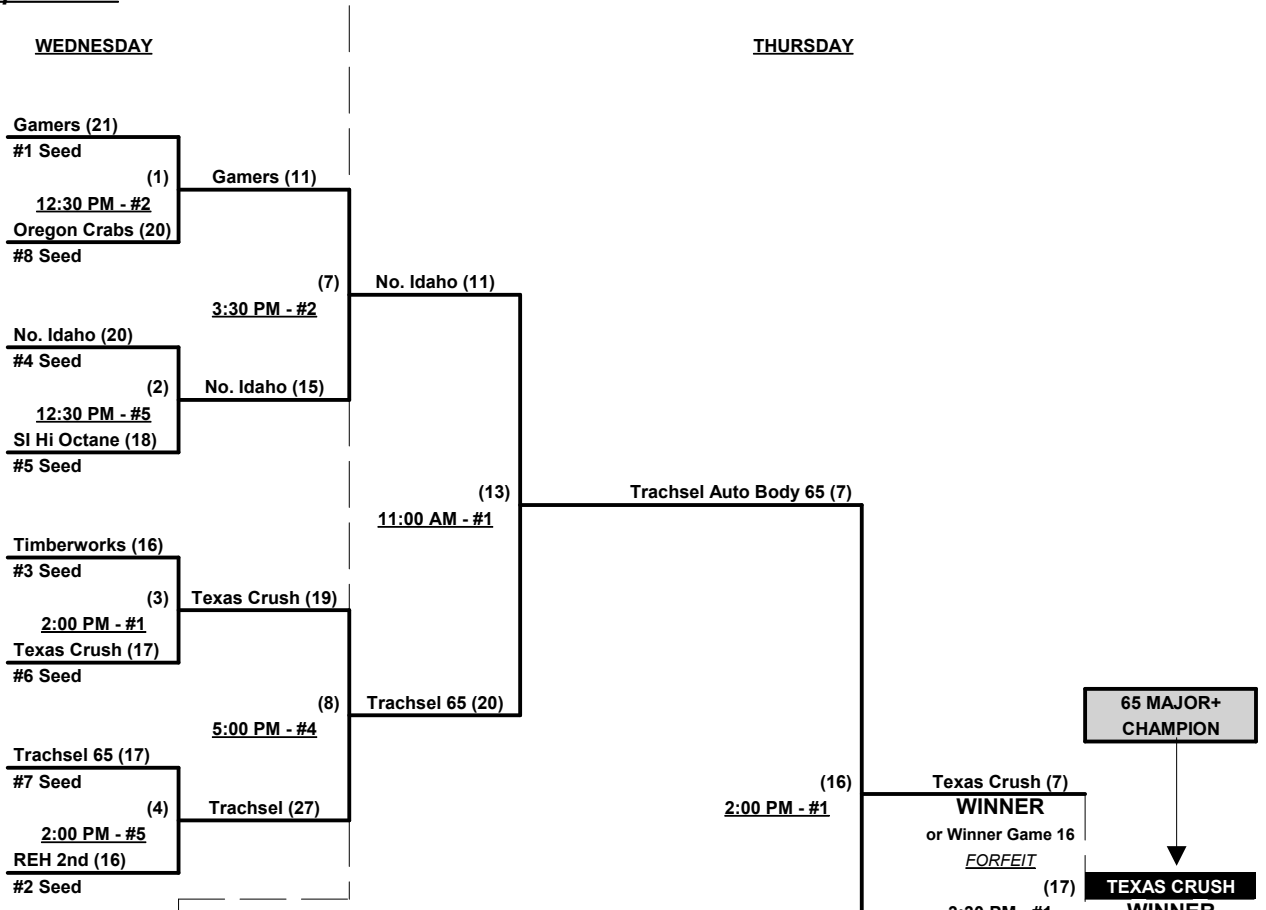 WEDNESDAY
THURSDAY
Gamers (21)
#1 Seed
(1)
Gamers (11)
12:30 PM - #2
Oregon Crabs (20)
#8 Seed
(7)
No. Idaho (11)
3:30 PM - #2
No. Idaho (20)
#4 Seed
(2)
No. Idaho (15)
12:30 PM - #5
SI Hi Octane (18)
#5 Seed
(13)
Trachsel Auto Body 65 (7)
11:00 AM - #1
Timberworks (16)
#3 Seed
(3)
Texas Crush (19)
2:00 PM - #1
Texas Crush (17)
#6 Seed
(8)
Trachsel 65 (20)
5:00 PM - #4
65 MAJOR+
CHAMPION
Trachsel 65 (17)
#7 Seed
(4)
Trachsel (27)
2:00 PM - #5
REH 2nd (16)
#2 Seed
(16)
Texas Crush (7)
2:00 PM - #1
WINNER
or Winner Game 16
FORFEIT
(17)
TEXAS CRUSH
3:30 PM - #1
WINNER